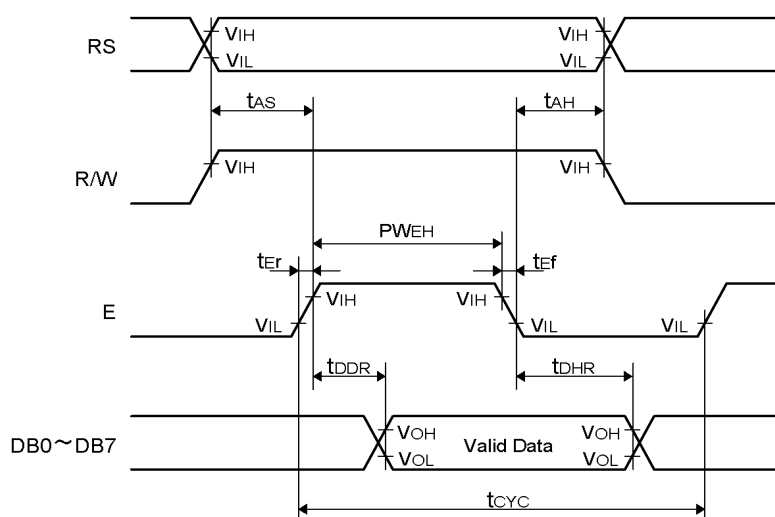 RS
VIH
VIL
VIH
VIL
tAS
tAH
R/W
VIH
VIH
PWEH
tEr
tEf
E
VIH
VIH
VIL
VIL
VIL
tDDR
tDHR
DB0～DB7
VOH
VOL
Valid Data
VOH
VOL
tCYC